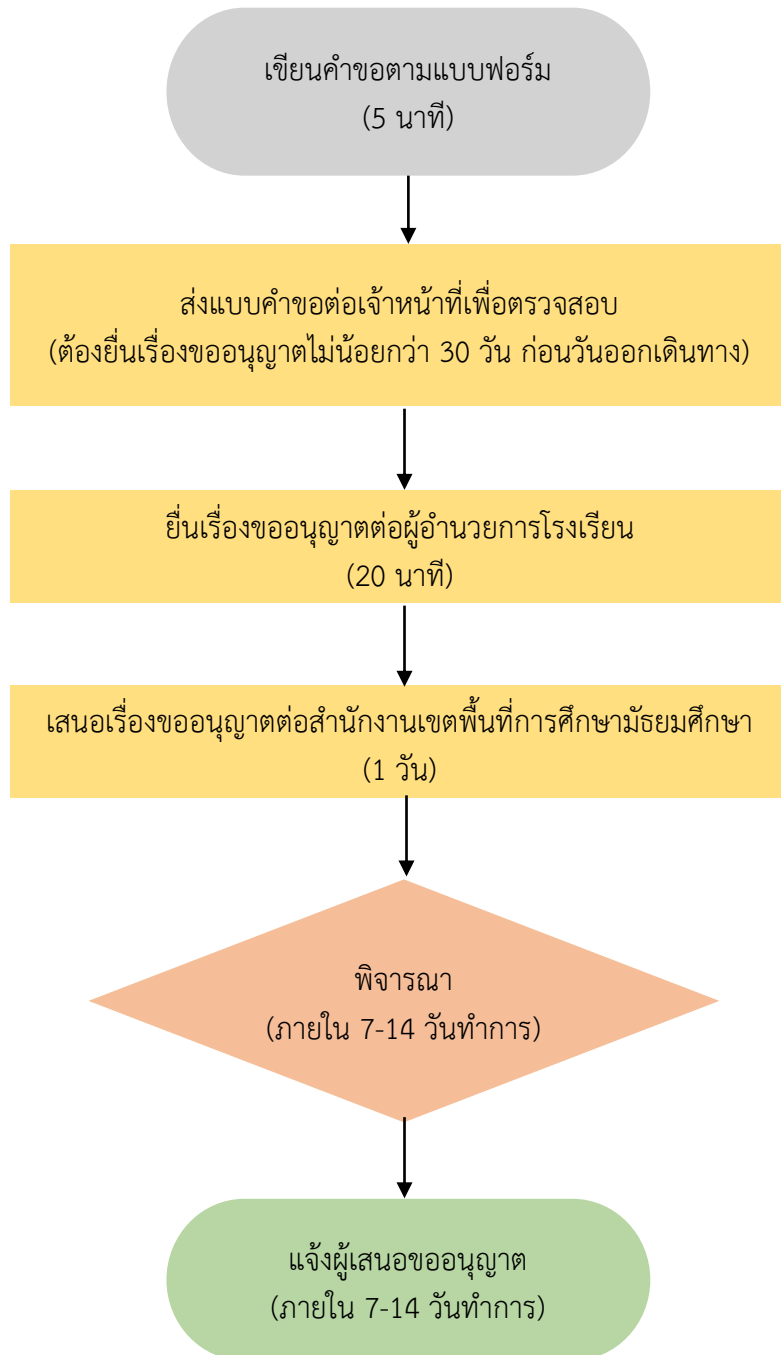 เขียนคำขอตามแบบฟอร์ม
(5 นาที)
ส่งแบบคำขอต่อเจ้าหน้าที่เพื่อตรวจสอบ
(ต้องยื่นเรื่องขออนุญาตไม่น้อยกว่า 30 วัน ก่อนวันออกเดินทาง)
ยื่นเรื่องขออนุญาตต่อผู้อำนวยการโรงเรียน
(20 นาที)
เสนอเรื่องขออนุญาตต่อสำนักงานเขตพื้นที่การศึกษามัธยมศึกษา
(1 วัน)
พิจารณา
(ภายใน 7-14 วันทำการ)
แจ้งผู้เสนอขออนุญาต
(ภายใน 7-14 วันทำการ)